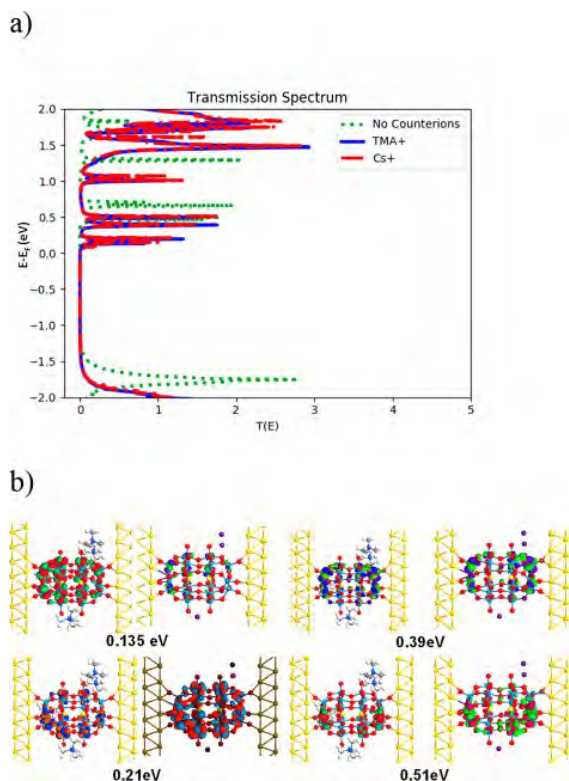 a)
Transmission Spectrum
No Counterions
TMA+
Cs+
2.0
1.5
1.0
0.5
0.0
−0.5
−1.0
−1.5
−2.0
E-EF(eV)
0 1 2 3 4 5
T(E)
b)
0.135 eV 0.39eV
0.21eV 0.51eV